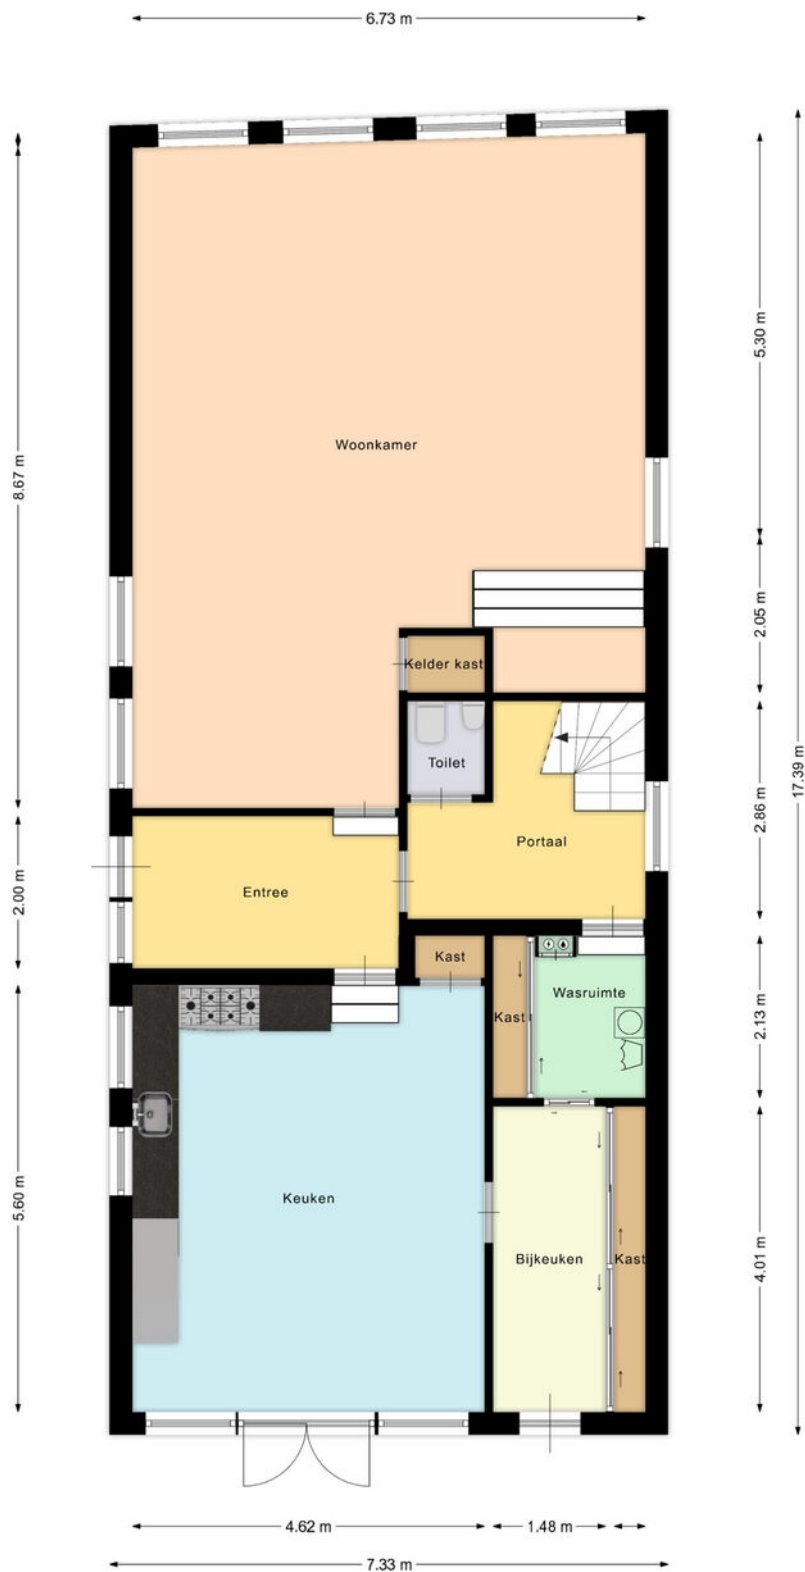 6.73 m
5.30 m
8.67 m
Woonkamer
2.05 m
Kelder kast
17.39 m
Toilet
2.86 m
Portaal
2.00 m
Entree
Kast
Wasruimte
Kast
2.13 m
5.60 m
Keuken
Bijkeuken
Kast
4.01 m
4.62 m
1.48 m
7.33 m